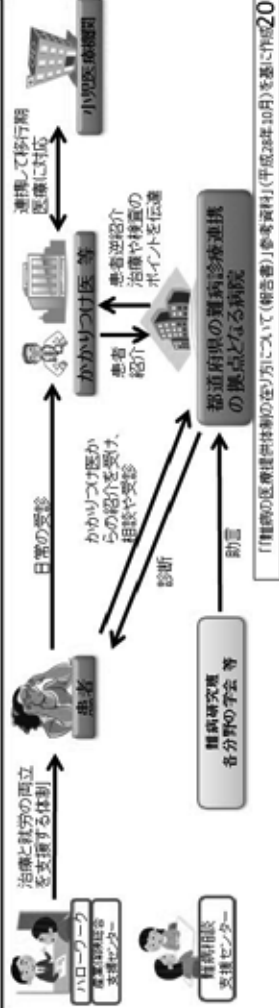 治療と就労の両立
を支援する体制
ハローワーク
産業保健総合
支援センター
難病相談
支援センター
患者
日常の受診
かかりつけ医か
らの紹介を受け、
相談や受診
診断
難病研究班
各分野の学会 等
助言
かかりつけ医 等
患者
紹介
患者逆紹介
治療や検査の
ポイントを伝達
都道府県の難病診療連携
の拠点となる病院
連携して移行期
医療に対応
小児医療機関
「「難病の医療提供体制の在り方について(報告書)」参考資料」(平成28年10月)を基に作成
20